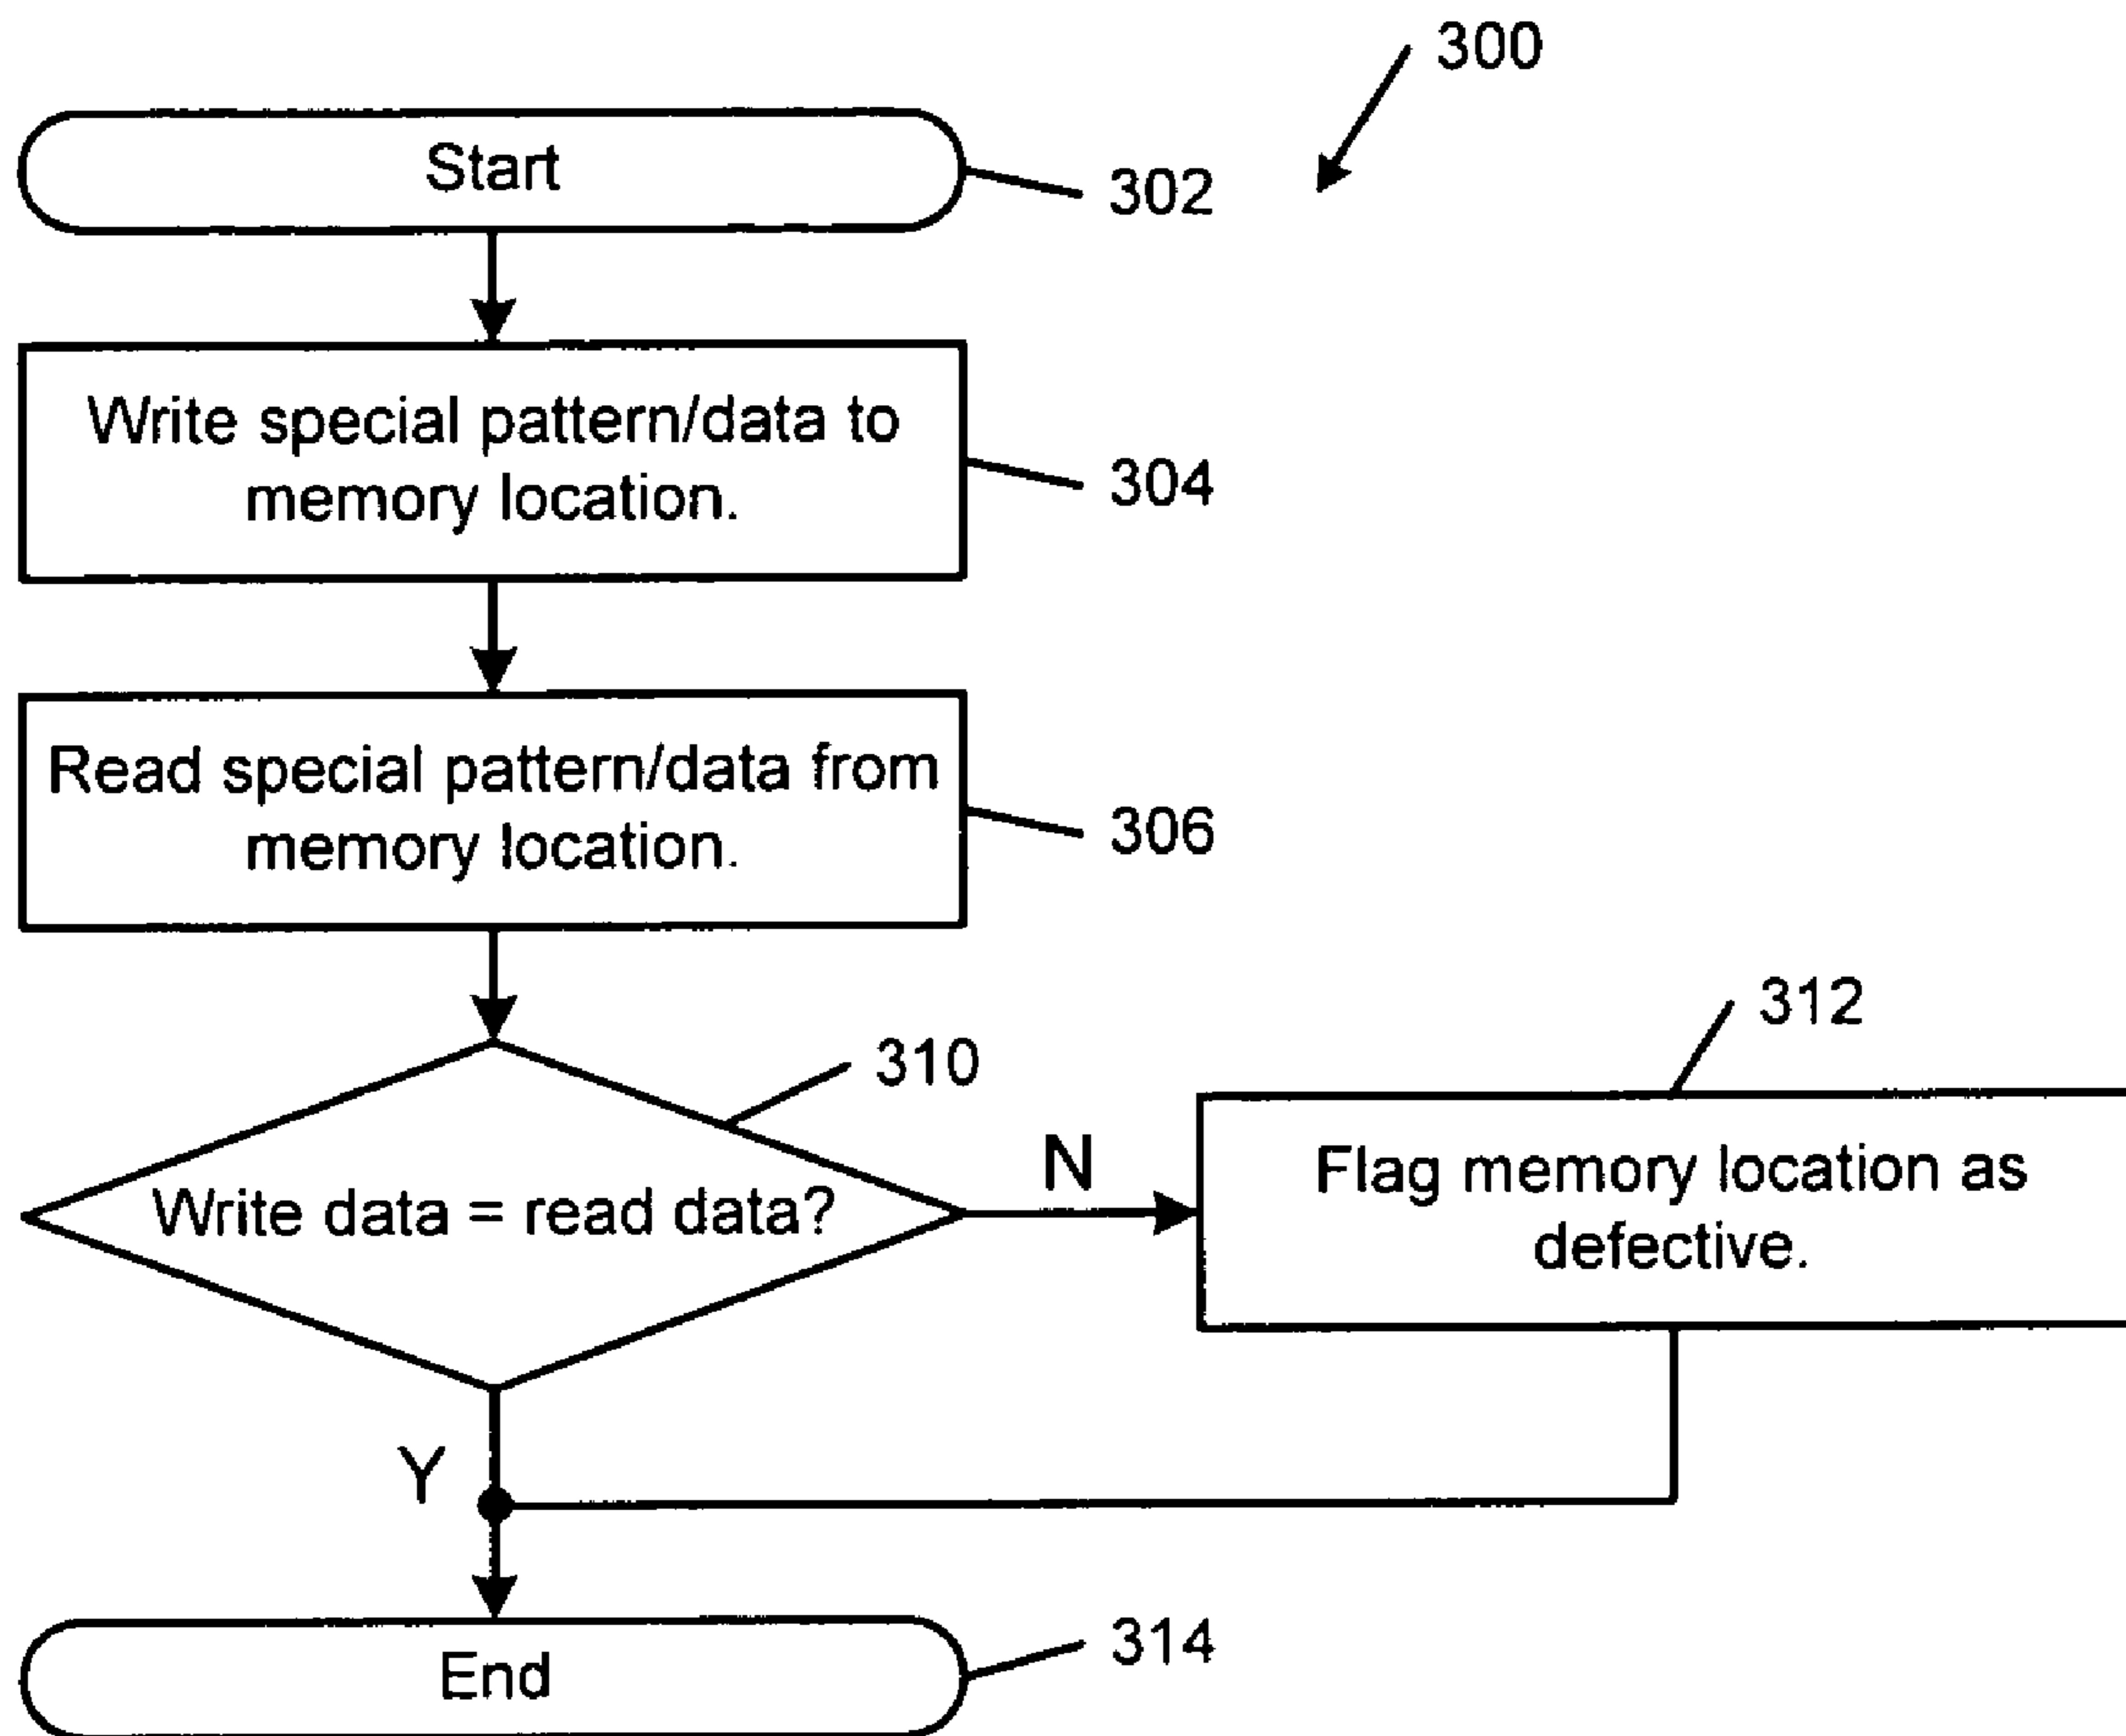 300
Start
302
Write special pattern/data to
memory location.
304
Read special pattern/data from
memory location.
306
310
312
Write data = read data?
N
Flag memory location as
defective.
Y
End
314